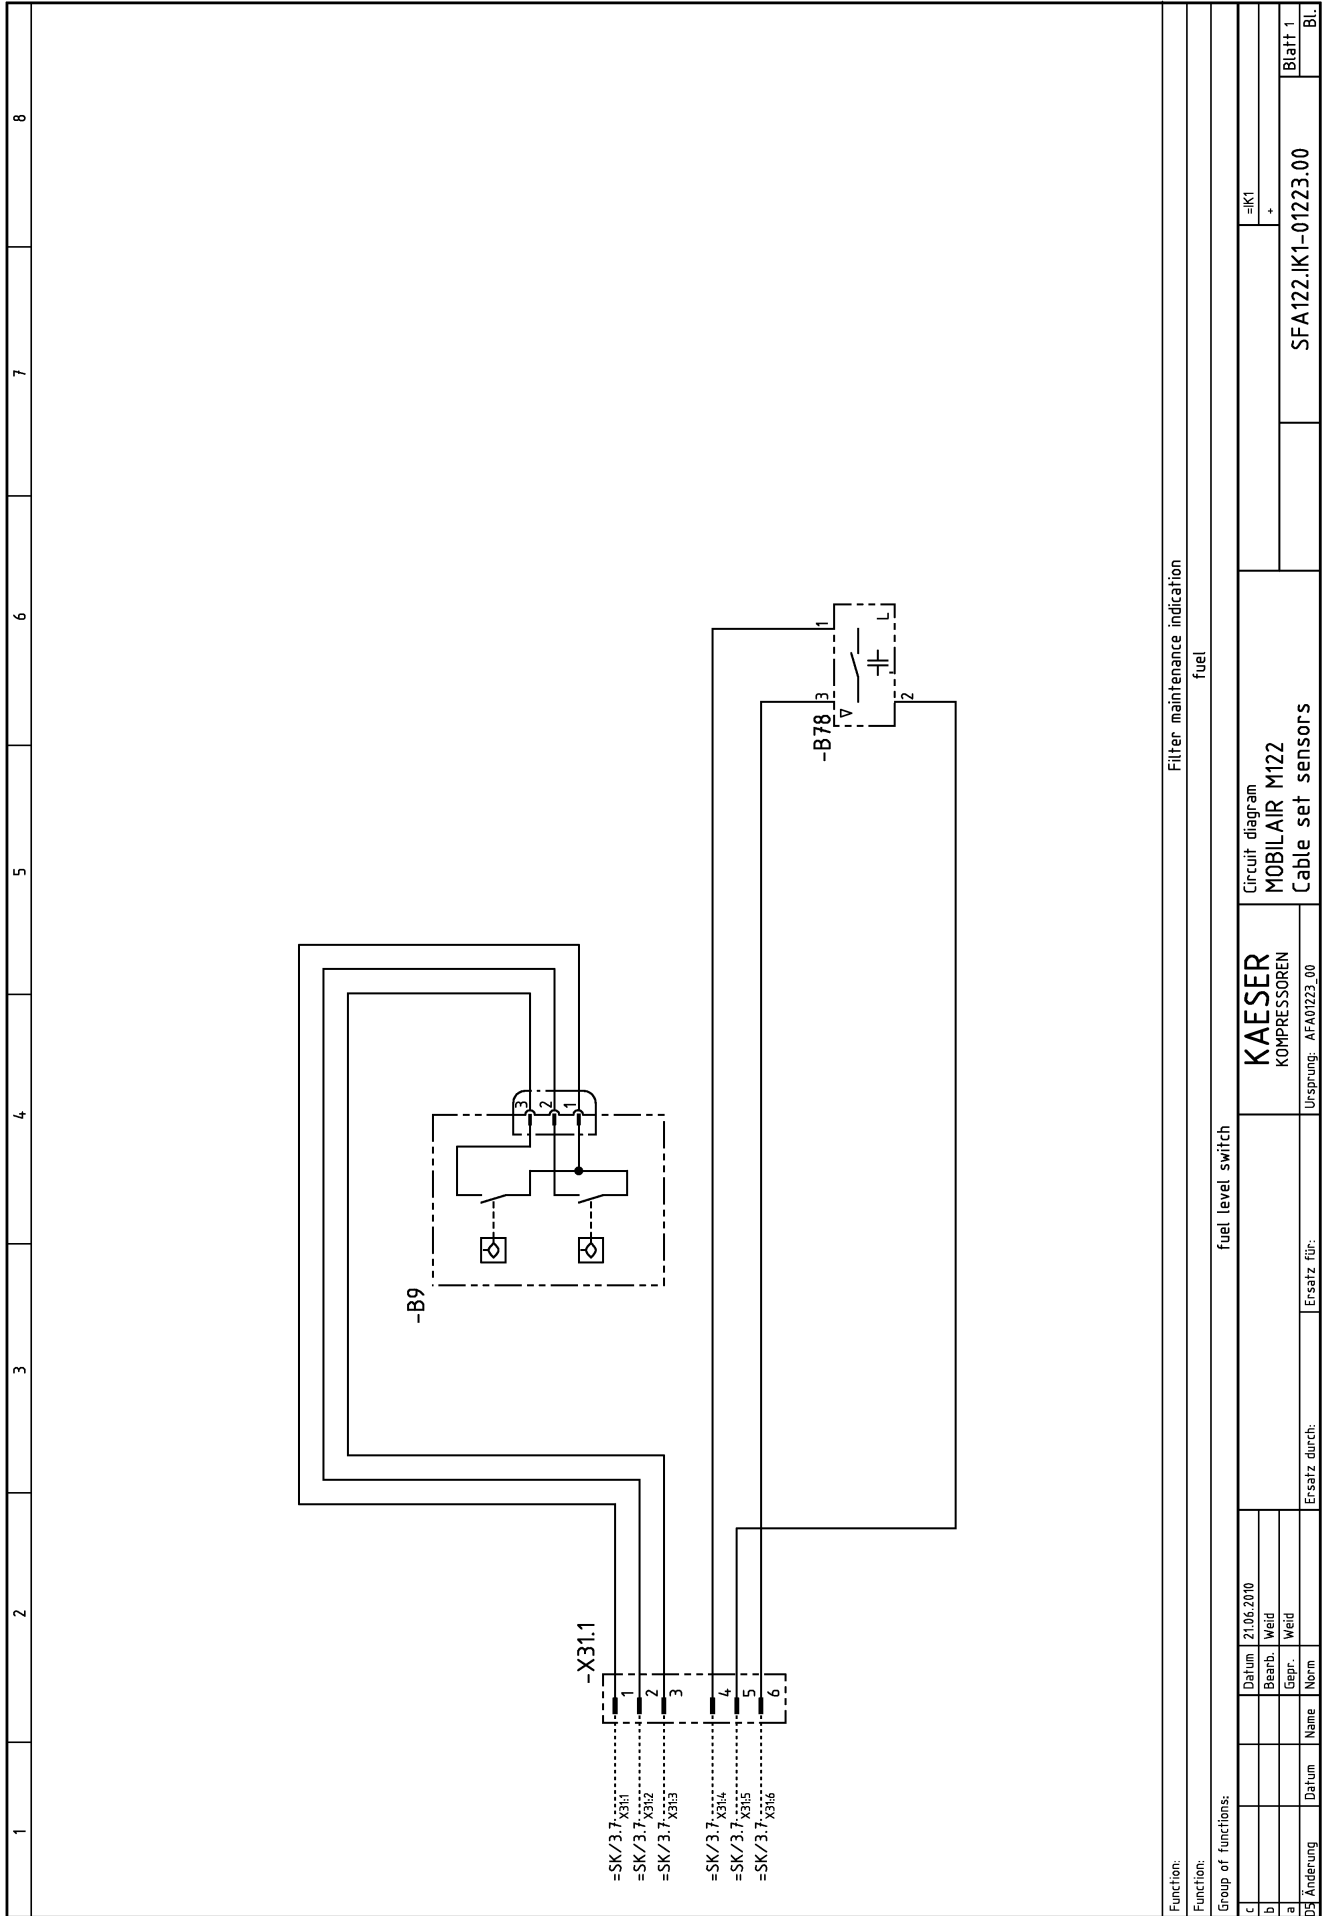 1 2 3 4 5 6 7 8
-B9
3
2
1
-X31.1
=SK/3.7 X31:1 1
=SK/3.7 X31:2 2
=SK/3.7 X31:3 3
=SK/3.7 X31:4 4
=SK/3.7 X31:5 5
=SK/3.7 X31:6 6
-B78
3 1
2
L
Function: Filter maintenance indication
Function: fuel
Group of functions: fuel level switch
c
b
a
Änderung Datum Name
Datum 21.06.2010
Bearb. Weid
Gepr. Weid
Norm
Ersatz durch: Ersatz für:
KAESER
KOMPRESSOREN
Ursprung: AFA01223_00
Circuit diagram
MOBILAIR M122
Cable set sensors
=IK1
+
SFA122.IK1-01223.00
Blatt 1
Bl.